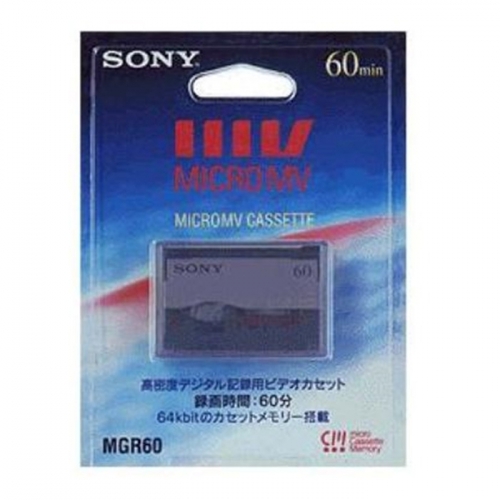 SONY
60min
MICROMV
MICROMV CASSETTE
SONY 60
高密度デジタル記録用ビデオカセット
録画時間:60分
64kbitのカセットメモリー搭載
MGR60
micro
Cassette
Memory